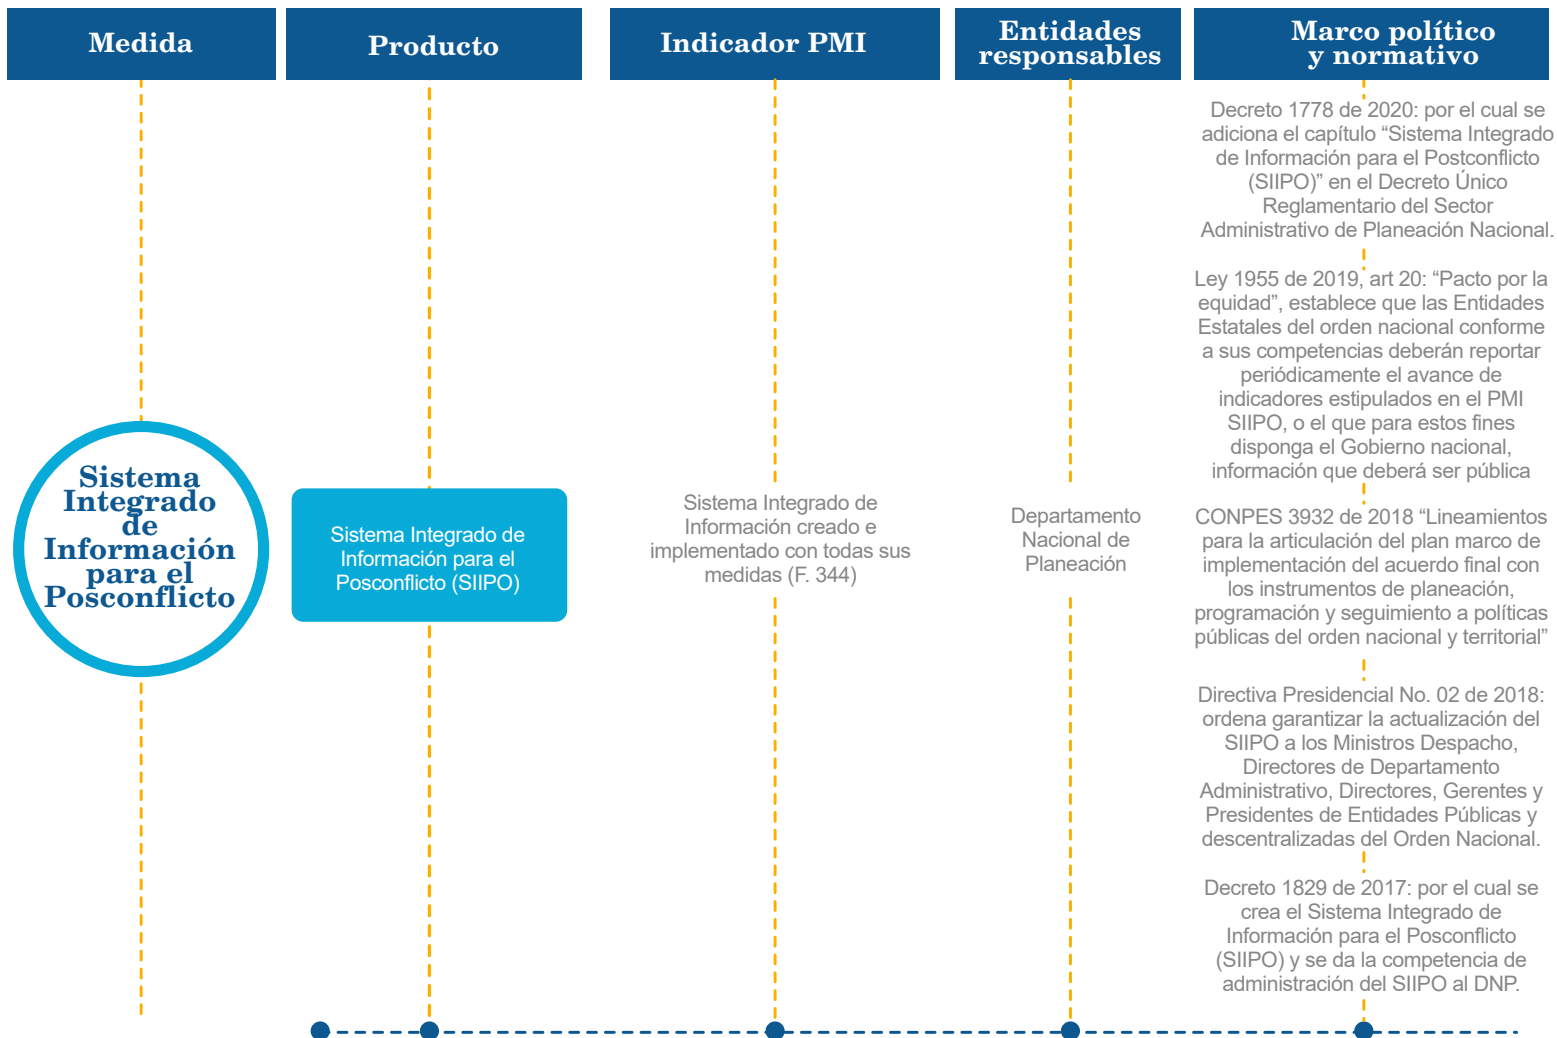 Medida
Producto
Indicador PMI
Entidades
responsables
Marco político
y normativo
Sistema
Integrado
de
Información
para el
Posconflicto
Sistema Integrado de
Información para el
Posconflicto (SIIPO)
Sistema Integrado de
Información creado e
implementado con todas sus
medidas (F. 344)
Departamento
Nacional de
Planeación
Decreto 1778 de 2020: por el cual se
adiciona el capítulo “Sistema Integrado
de Información para el Postconflicto
(SIIPO)” en el Decreto Único
Reglamentario del Sector
Administrativo de Planeación Nacional.
Ley 1955 de 2019, art 20: “Pacto por la
equidad”, establece que las Entidades
Estatales del orden nacional conforme
a sus competencias deberán reportar
periódicamente el avance de
indicadores estipulados en el PMI
SIIPO, o el que para estos fines
disponga el Gobierno nacional,
información que deberá ser pública
CONPES 3932 de 2018 “Lineamientos
para la articulación del plan marco de
implementación del acuerdo final con
los instrumentos de planeación,
programación y seguimiento a políticas
públicas del orden nacional y territorial”
Directiva Presidencial No. 02 de 2018:
ordena garantizar la actualización del
SIIPO a los Ministros Despacho,
Directores de Departamento
Administrativo, Directores, Gerentes y
Presidentes de Entidades Públicas y
descentralizadas del Orden Nacional.
Decreto 1829 de 2017: por el cual se
crea el Sistema Integrado de
Información para el Posconflicto
(SIIPO) y se da la competencia de
administración del SIIPO al DNP.